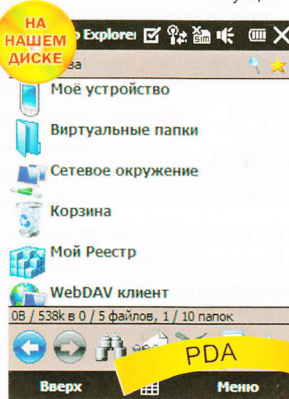 НА
НАШЕМ
ДИСКЕ
Explorer
Моё устройство
Виртуальные папки
Сетевое окружение
Корзина
Мой Реестр
WebDAV клиент
0B / 538k в 0 / 5 файлов, 1 / 10 папок
PDA
Вверх
Меню